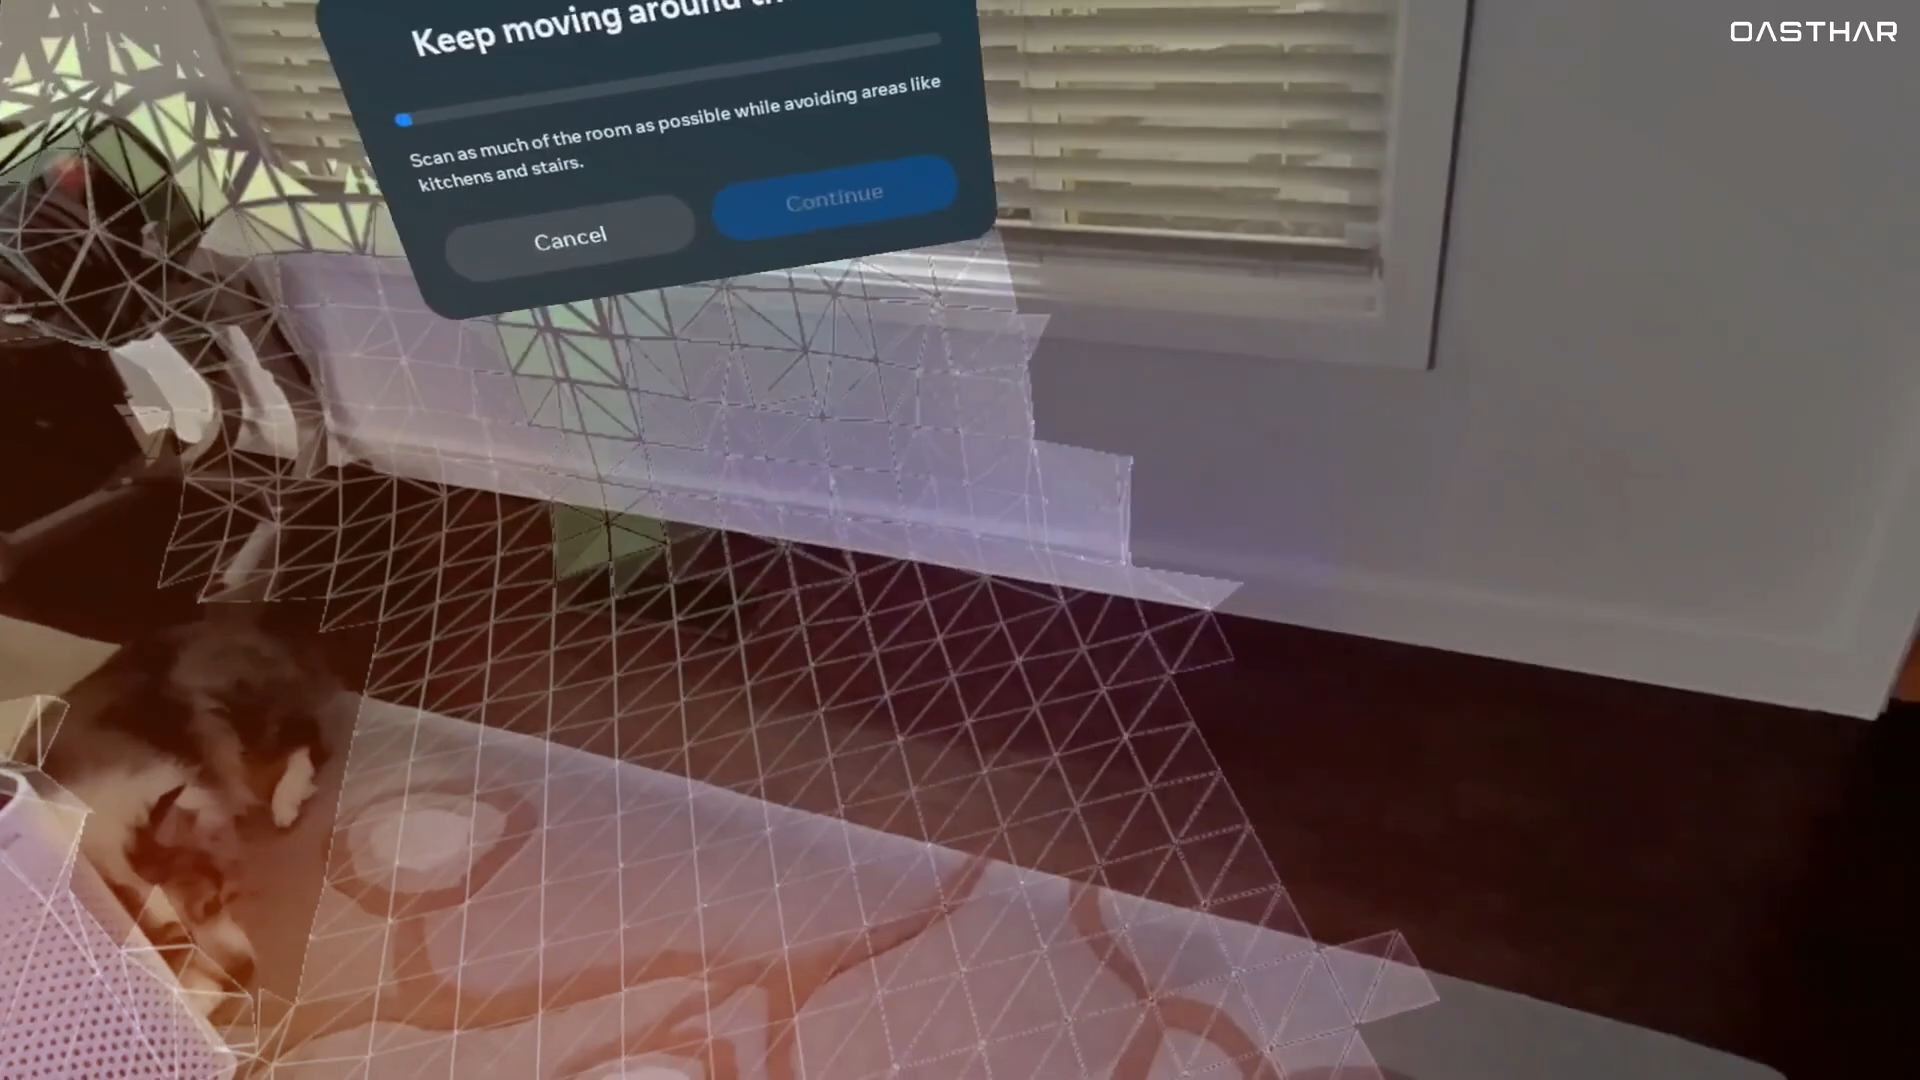 OASTHAR
Keep moving around
Scan as much of the room as possible while avoiding areas like
kitchens and stairs.
Cancel
Continue